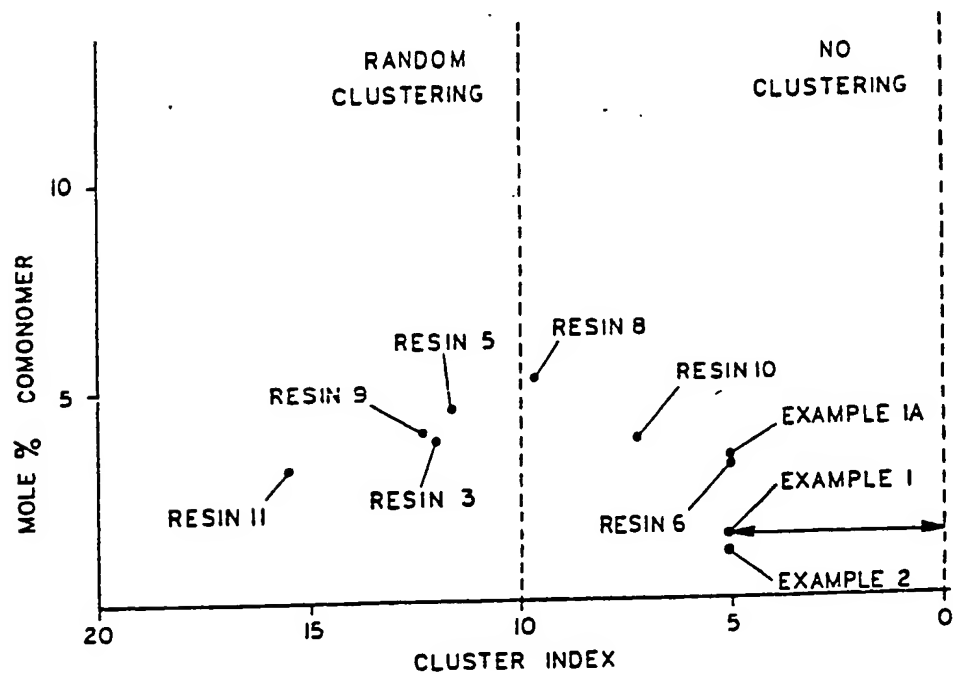 RANDOM
CLUSTERING
NO
CLUSTERING
10
MOLE % COMONOMER
RESIN 5
RESIN 8
RESIN 9
RESIN 10
5
EXAMPLE 1A
EXAMPLE 1
RESIN 11
RESIN 3
RESIN 6
EXAMPLE 2
20
15
10
5
0
CLUSTER INDEX